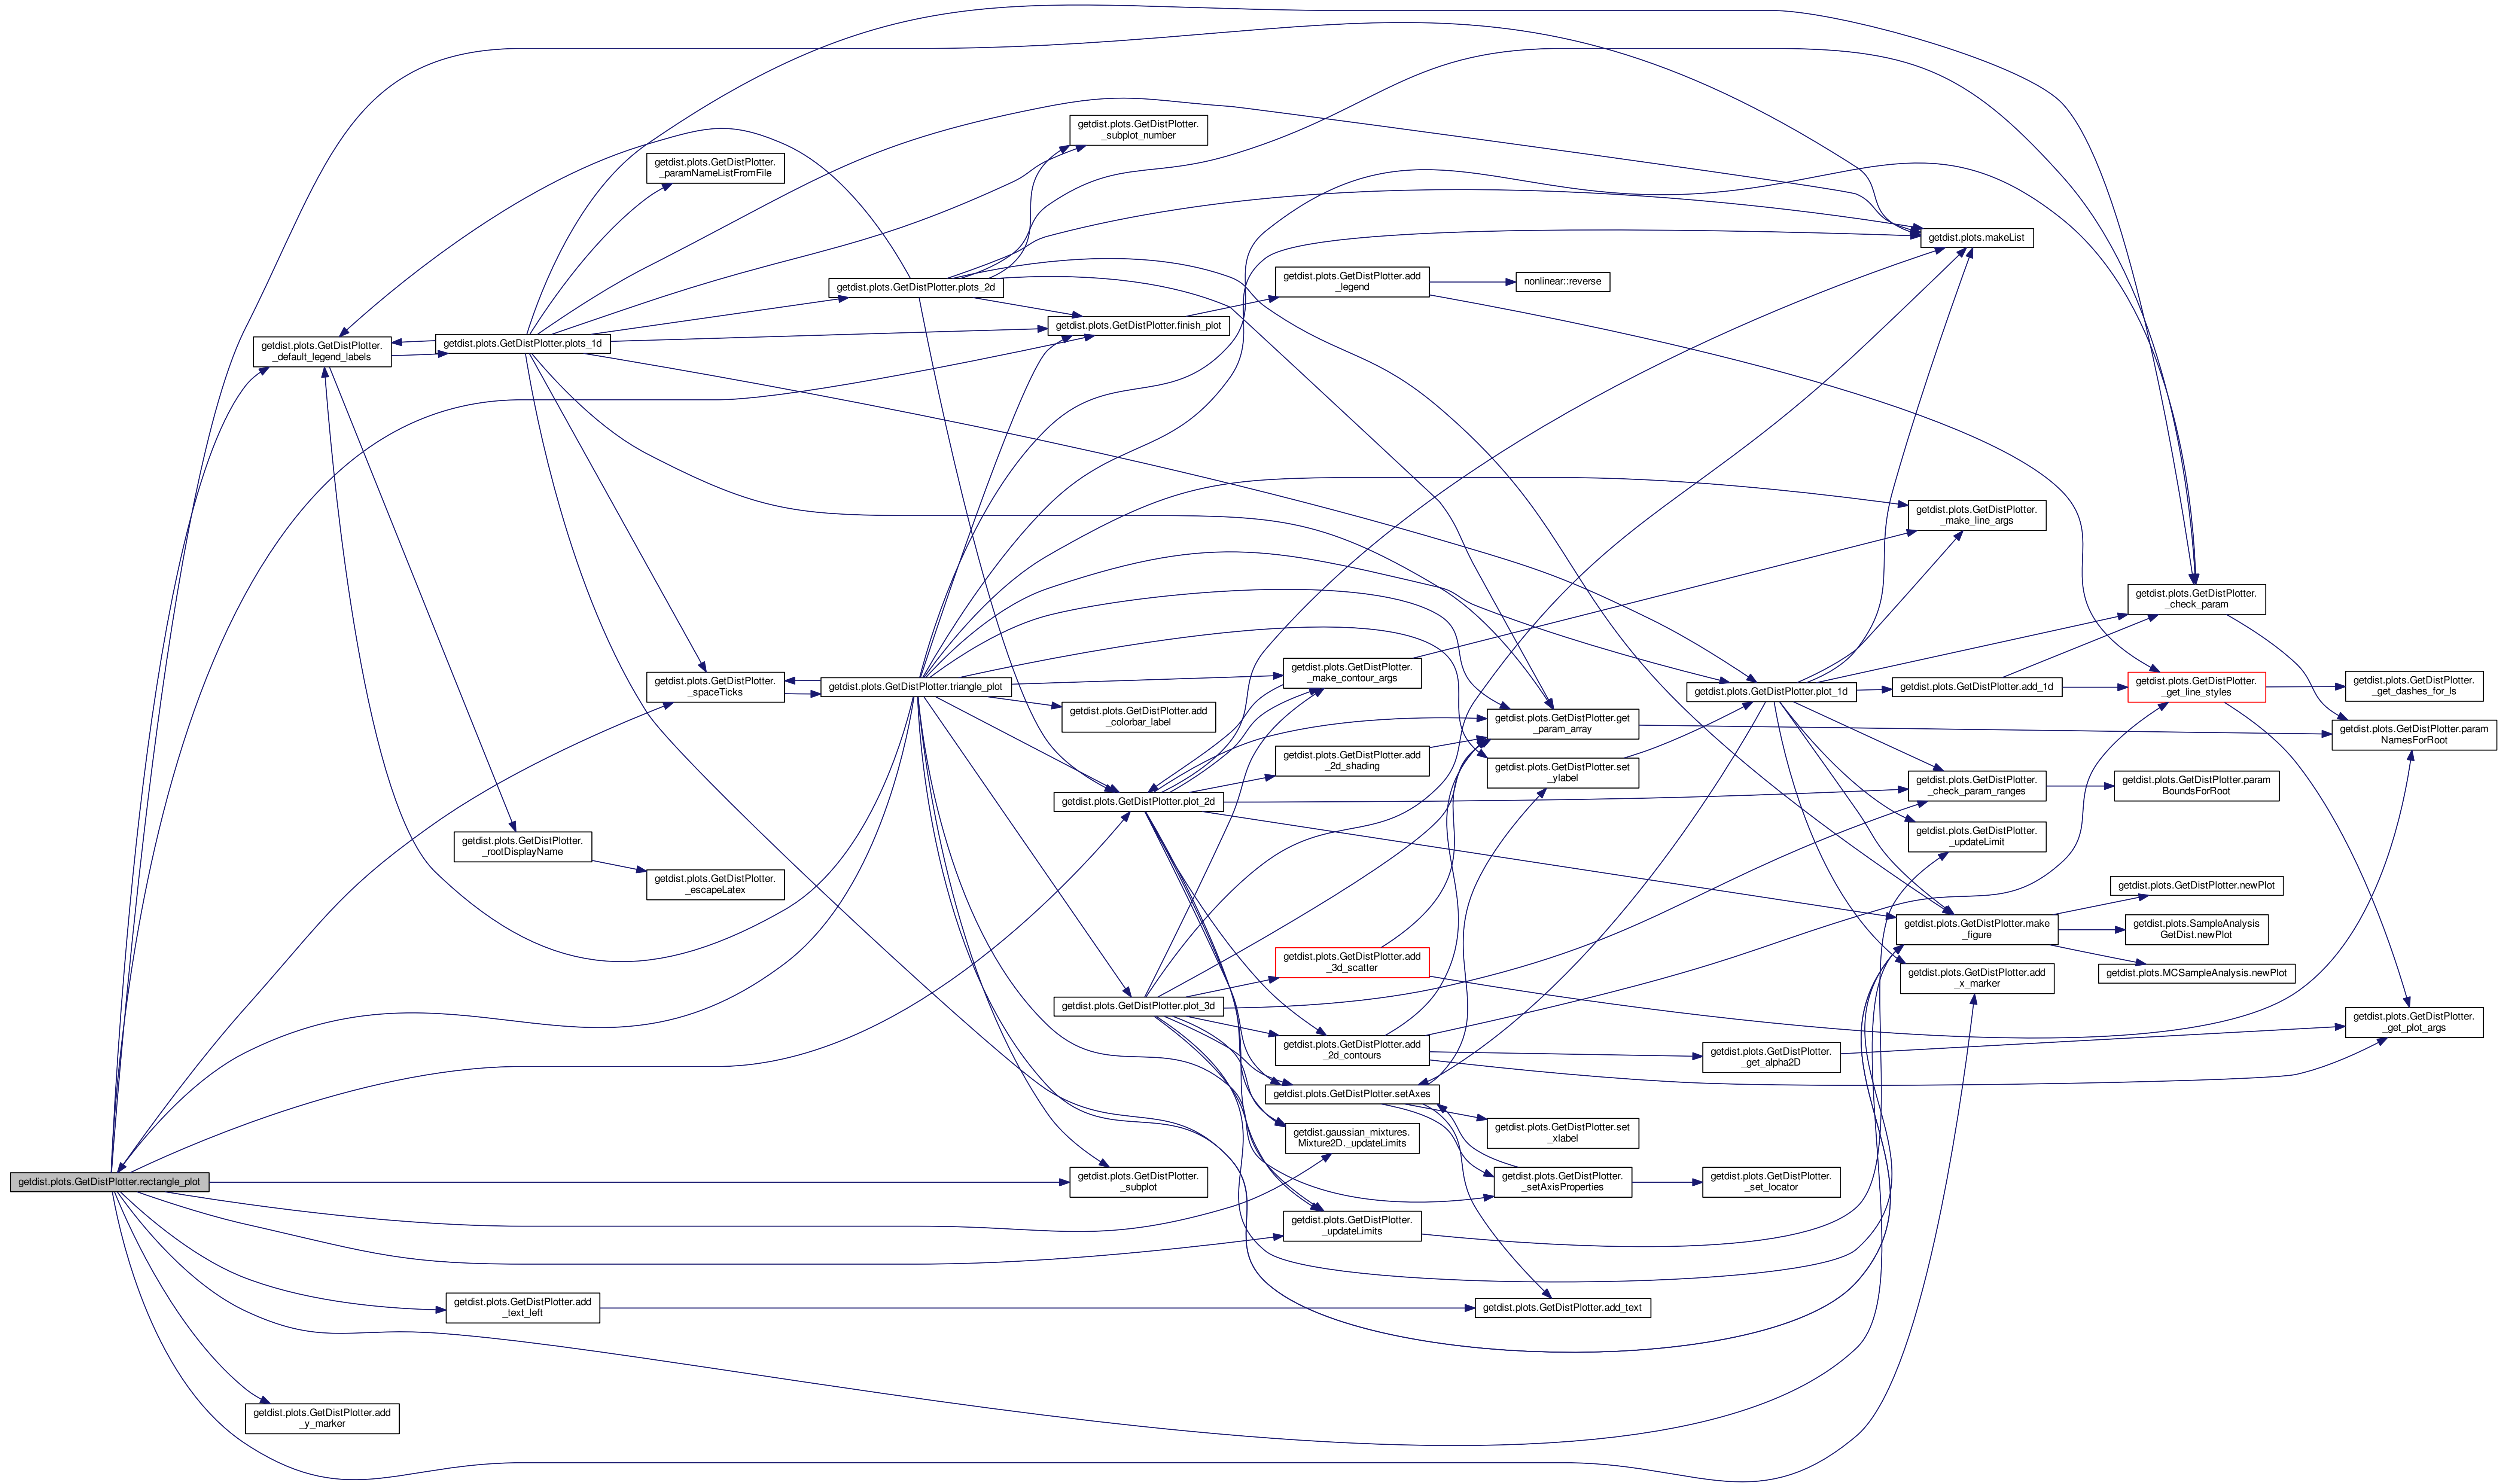 getdist.plots.GetDistPlotter.rectangle_plot
getdist.plots.GetDistPlotter.
_default_legend_labels
getdist.plots.GetDistPlotter.add
_y_marker
getdist.plots.GetDistPlotter.plots_1d
getdist.plots.GetDistPlotter.
_rootDisplayName
getdist.plots.GetDistPlotter.add
_text_left
getdist.plots.GetDistPlotter.
_paramNameListFromFile
getdist.plots.GetDistPlotter.
_spaceTicks
getdist.plots.GetDistPlotter.
_escapeLatex
getdist.plots.GetDistPlotter.plots_2d
getdist.plots.GetDistPlotter.triangle_plot
getdist.plots.GetDistPlotter.
_subplot_number
getdist.plots.GetDistPlotter.finish_plot
getdist.plots.GetDistPlotter.add
_colorbar_label
getdist.plots.GetDistPlotter.plot_2d
getdist.plots.GetDistPlotter.plot_3d
getdist.plots.GetDistPlotter.
_subplot
getdist.plots.GetDistPlotter.add
_legend
getdist.plots.GetDistPlotter.
_make_contour_args
getdist.plots.GetDistPlotter.add
_2d_shading
getdist.plots.GetDistPlotter.add
_3d_scatter
getdist.plots.GetDistPlotter.add
_2d_contours
getdist.plots.GetDistPlotter.setAxes
getdist.gaussian_mixtures.
Mixture2D._updateLimits
getdist.plots.GetDistPlotter.
_updateLimits
nonlinear::reverse
getdist.plots.GetDistPlotter.get
_param_array
getdist.plots.GetDistPlotter.set
_ylabel
getdist.plots.GetDistPlotter.set
_xlabel
getdist.plots.GetDistPlotter.
_setAxisProperties
getdist.plots.GetDistPlotter.add_text
getdist.plots.GetDistPlotter.plot_1d
getdist.plots.GetDistPlotter.
_get_alpha2D
getdist.plots.GetDistPlotter.
_set_locator
getdist.plots.makeList
getdist.plots.GetDistPlotter.
_make_line_args
getdist.plots.GetDistPlotter.add_1d
getdist.plots.GetDistPlotter.
_check_param_ranges
getdist.plots.GetDistPlotter.
_updateLimit
getdist.plots.GetDistPlotter.make
_figure
getdist.plots.GetDistPlotter.add
_x_marker
getdist.plots.GetDistPlotter.
_check_param
getdist.plots.GetDistPlotter.
_get_line_styles
getdist.plots.GetDistPlotter.param
BoundsForRoot
getdist.plots.GetDistPlotter.newPlot
getdist.plots.SampleAnalysis
GetDist.newPlot
getdist.plots.MCSampleAnalysis.newPlot
getdist.plots.GetDistPlotter.
_get_dashes_for_ls
getdist.plots.GetDistPlotter.param
NamesForRoot
getdist.plots.GetDistPlotter.
_get_plot_args